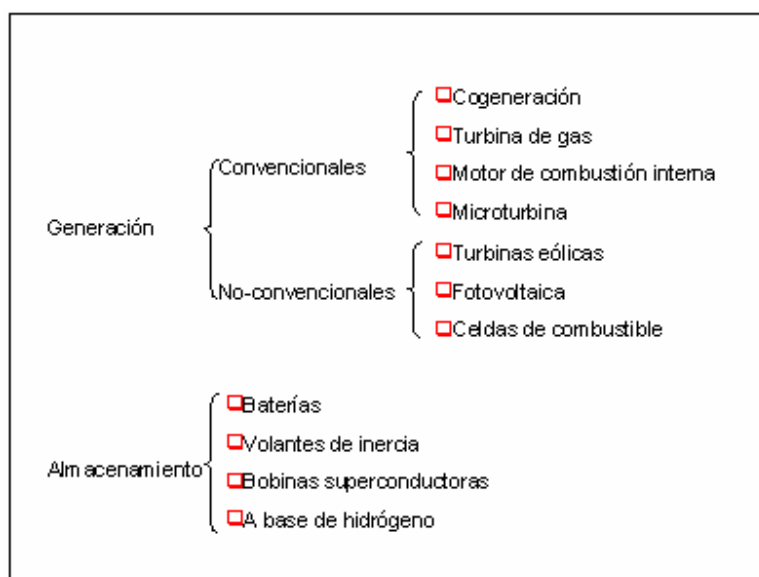 Cogeneración
Turbina de gas
Convencionales
Motor de combustión interna
Microturbina
Generación
Turbinas eólicas
No-convencionales
Fotovoltaica
Celdas de combustible
Baterías
Volantes de inercia
Almacenamiento
Bobinas superconductoras
A base de hidrógeno